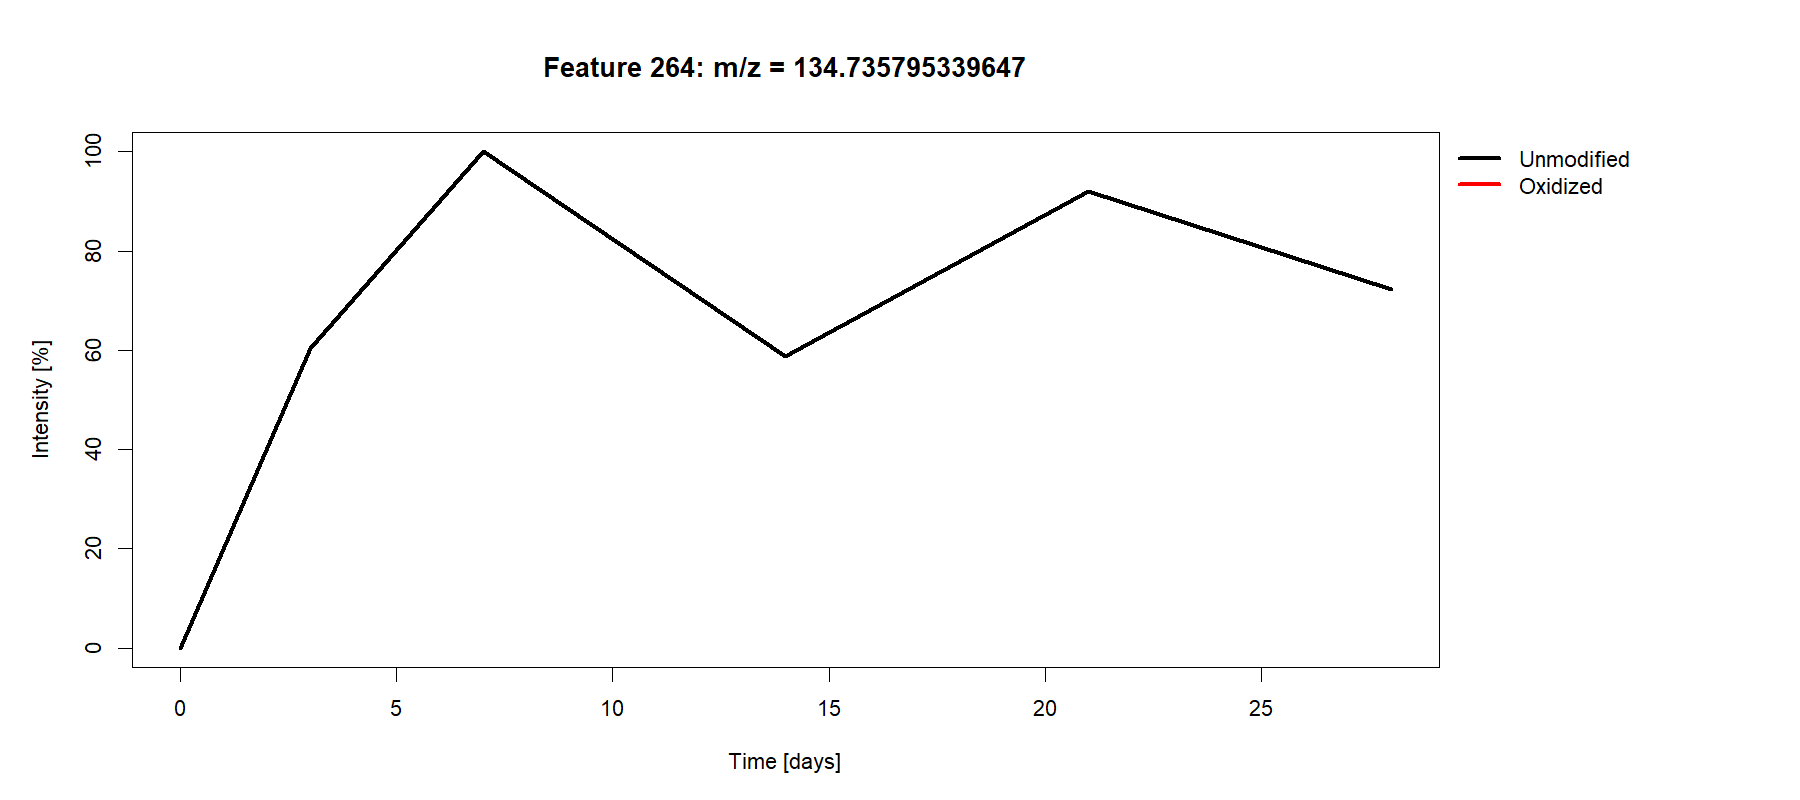 Feature 264: m/z = 134.735795339647
Unmodified
Oxidized
Intensity [%]
100
80
60
40
20
0
0 5 10 15 20 25
Time [days]